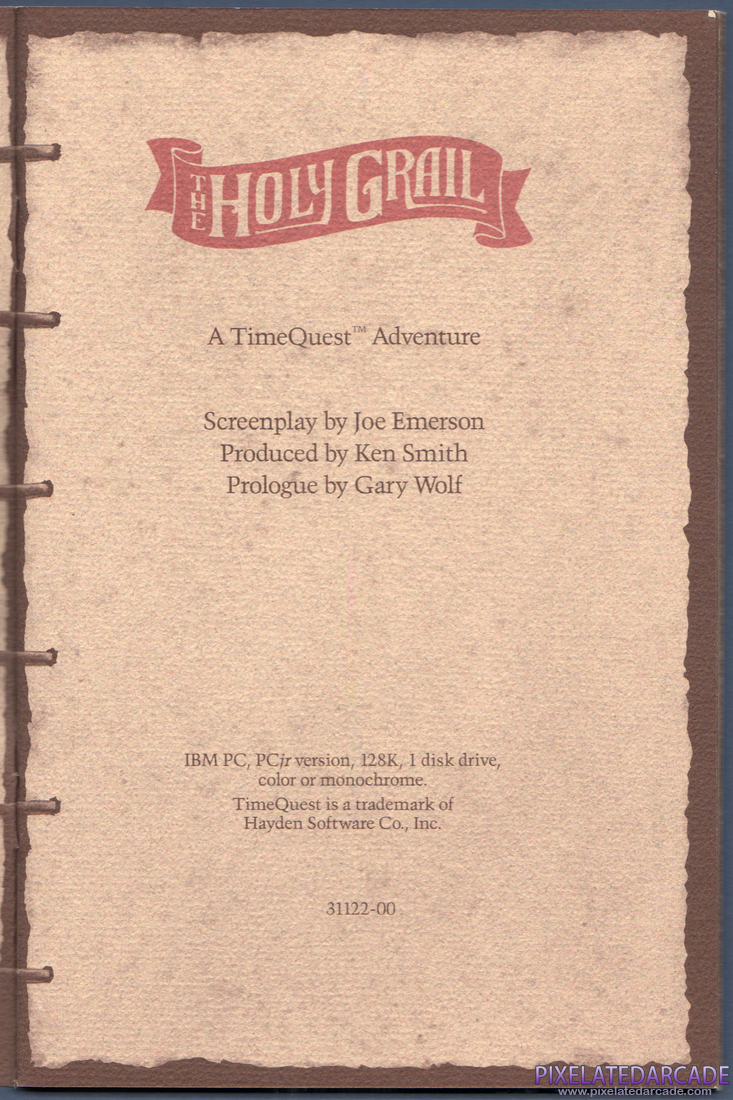 THE HOLY GRAIL
A TimeQuest™ Adventure
Screenplay by Joe Emerson
Produced by Ken Smith
Prologue by Gary Wolf
IBM PC, PCjr version, 128K, 1 disk drive,
color or monochrome.
TimeQuest is a trademark of
Hayden Software Co., Inc.
31122-00
PIXELATEDARCADE
www.pixelatedarcade.com